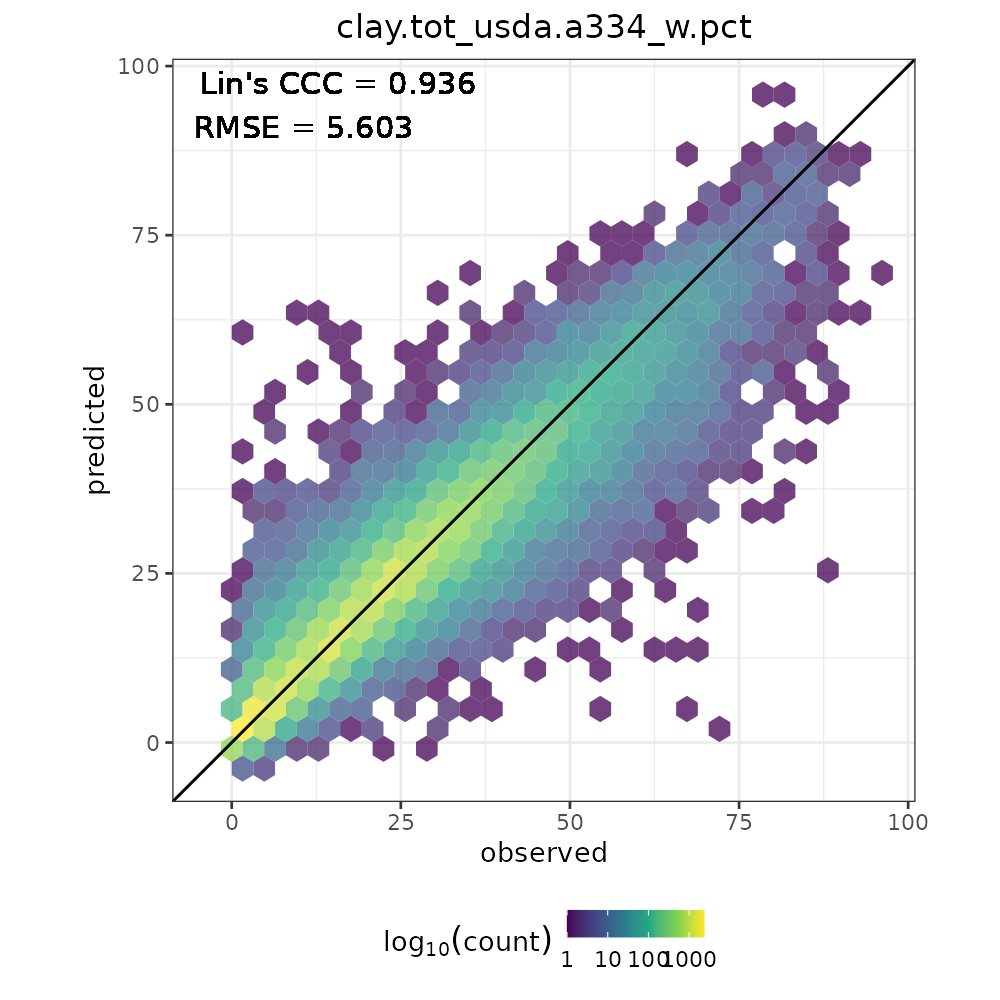 clay.tot_usda.a334_w.pct
Lin's CCC = 0.936
RMSE = 5.603
100
75
50
25
0
predicted
0 25 50 75 100
observed
log10(count)
1 10 100 1000